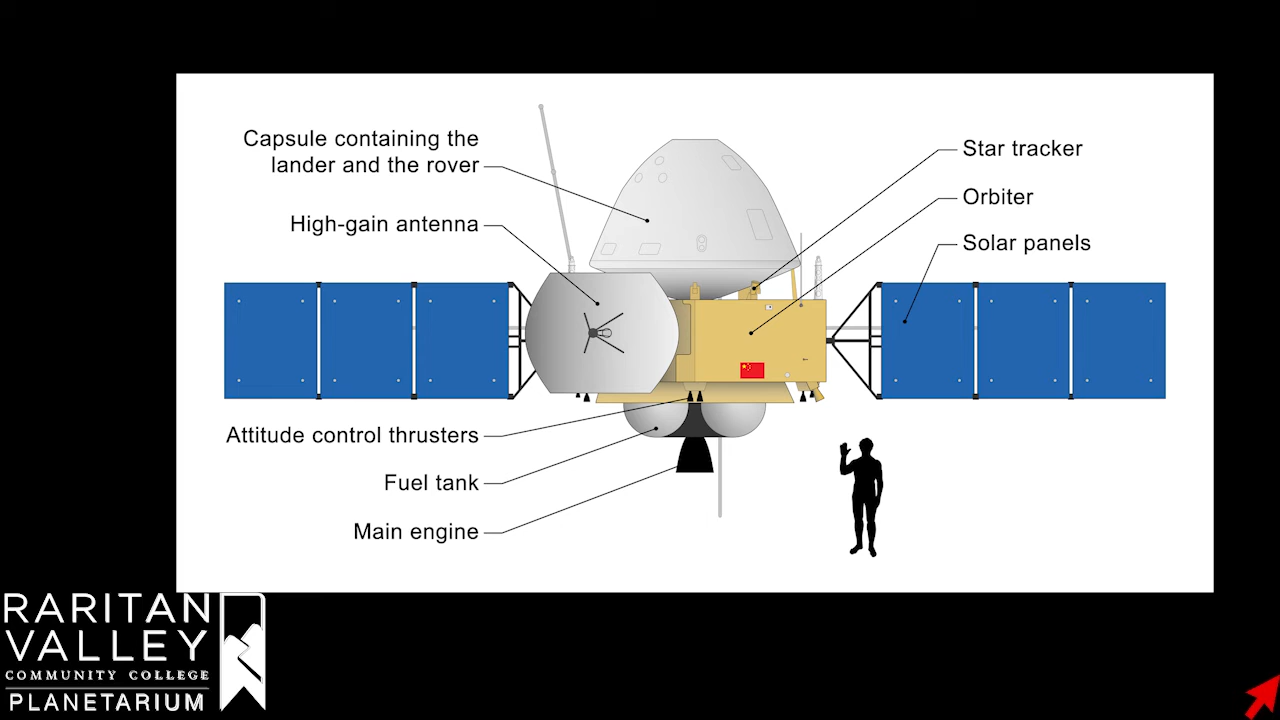 Capsule containing the
lander and the rover
High-gain antenna
Star tracker
Orbiter
Solar panels
Attitude control thrusters
Fuel tank
Main engine
RARITAN
VALLEY
COMMUNITY COLLEGE
PLANETARIUM